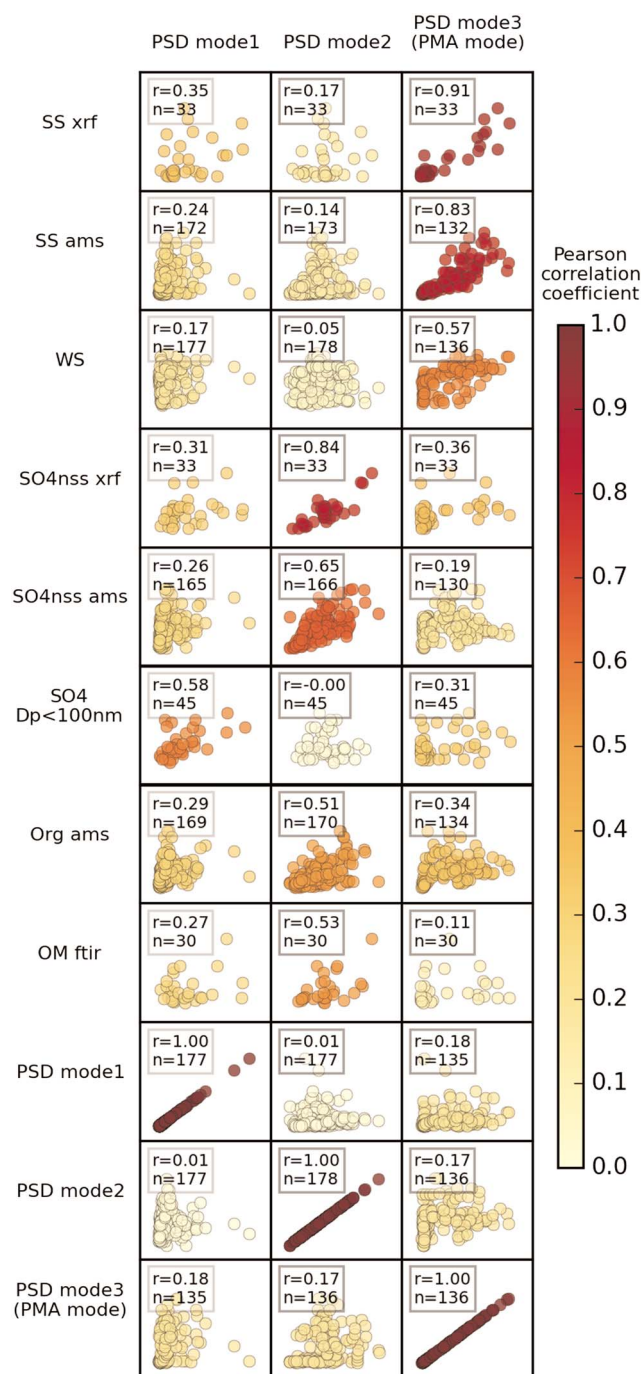 PSD mode1 PSD mode2 PSD mode3
(PMA mode)
SS xrf
r=0.35 r=0.17 r=0.91
n=33 n=33 n=33
SS ams
r=0.24 r=0.14 r=0.83
n=172 n=173 n=132
WS
r=0.17 r=0.05 r=0.57
n=177 n=178 n=136
SO4nss xrf
r=0.31 r=0.84 r=0.36
n=33 n=33 n=33
SO4nss ams
r=0.26 r=0.65 r=0.19
n=165 n=166 n=130
SO4
Dp<100nm
r=0.58 r=-0.00 r=0.31
n=45 n=45 n=45
Org ams
r=0.29 r=0.51 r=0.34
n=169 n=170 n=134
OM ftir
r=0.27 r=0.53 r=0.11
n=30 n=30 n=30
PSD mode1
r=1.00 r=0.01 r=0.18
n=177 n=177 n=135
PSD mode2
r=0.01 r=1.00 r=0.17
n=177 n=178 n=136
PSD mode3
(PMA mode)
r=0.18 r=0.17 r=1.00
n=135 n=136 n=136
Pearson
correlation
coefficient
1.0
0.9
0.8
0.7
0.6
0.5
0.4
0.3
0.2
0.1
0.0